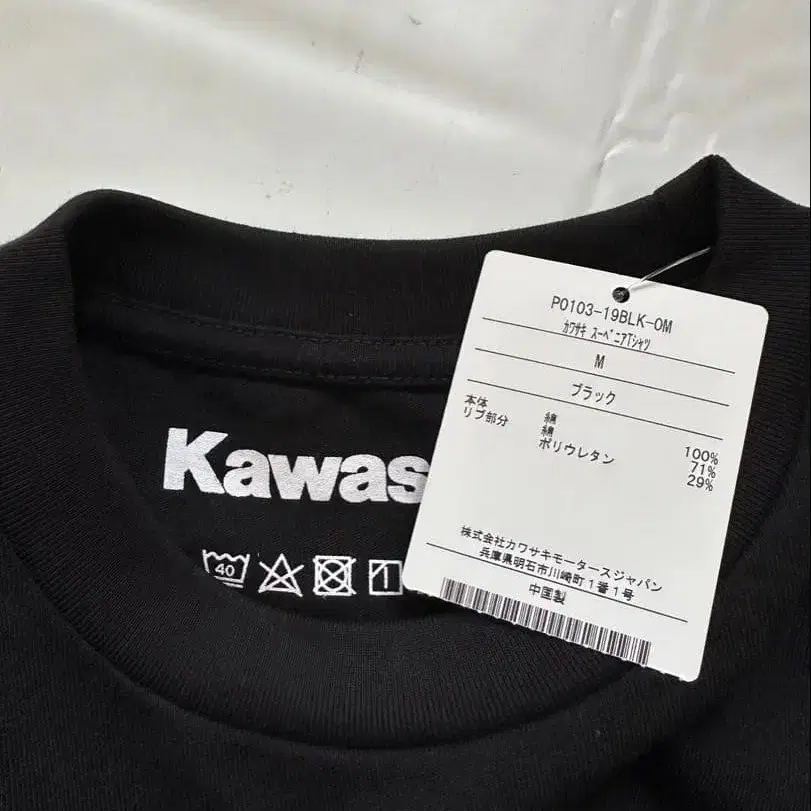 P0103-19BLK-0M
ｶﾜｻｷ ｽｰﾍﾞﾆｱTｼｬﾂ
M
ブラック
本体 綿 100%
リブ部分 綿 71%
ポリウレタン 29%
株式会社カワサキモータースジャパン
兵庫県明石市川崎町1番1号
中国製
Kawas
40